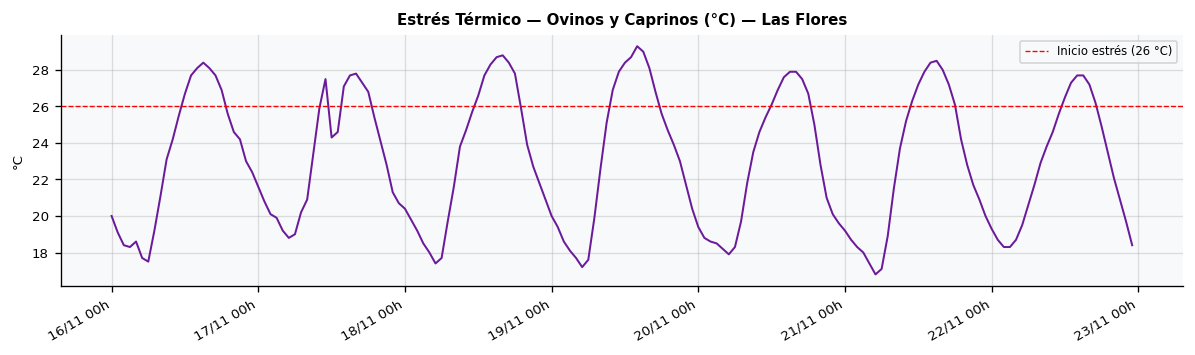 Estrés Térmico — Ovinos y Caprinos (°C) — Las Flores
Inicio estrés (26 °C)
°C
28
26
24
22
20
18
16/11 00h
17/11 00h
18/11 00h
19/11 00h
20/11 00h
21/11 00h
22/11 00h
23/11 00h